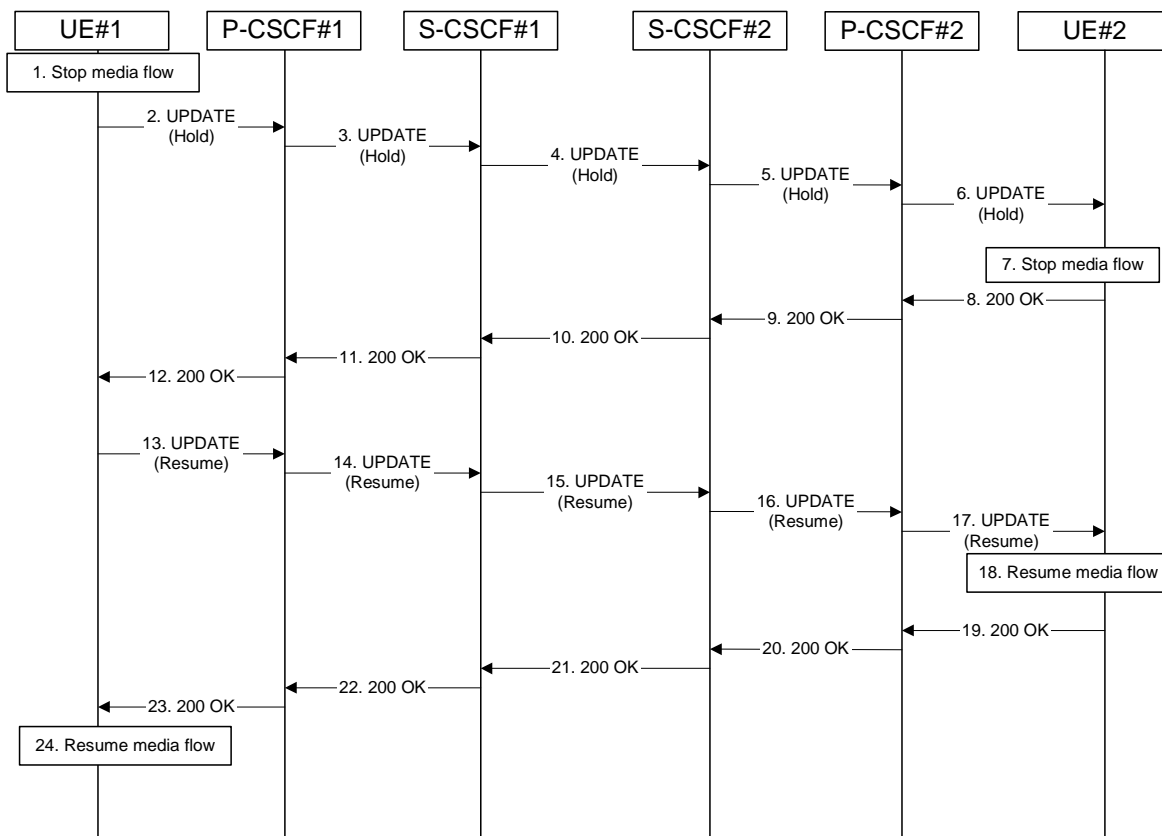 UE#1
P-CSCF#1
S-CSCF#1
S-CSCF#2
P-CSCF#2
UE#2
1. Stop media flow
2. UPDATE
(Hold)
3. UPDATE
(Hold)
4. UPDATE
(Hold)
5. UPDATE
(Hold)
6. UPDATE
(Hold)
7. Stop media flow
8. 200 OK
9. 200 OK
10. 200 OK
11. 200 OK
12. 200 OK
13. UPDATE
(Resume)
14. UPDATE
(Resume)
15. UPDATE
(Resume)
16. UPDATE
(Resume)
17. UPDATE
(Resume)
18. Resume media flow
19. 200 OK
20. 200 OK
21. 200 OK
22. 200 OK
23. 200 OK
24. Resume media flow